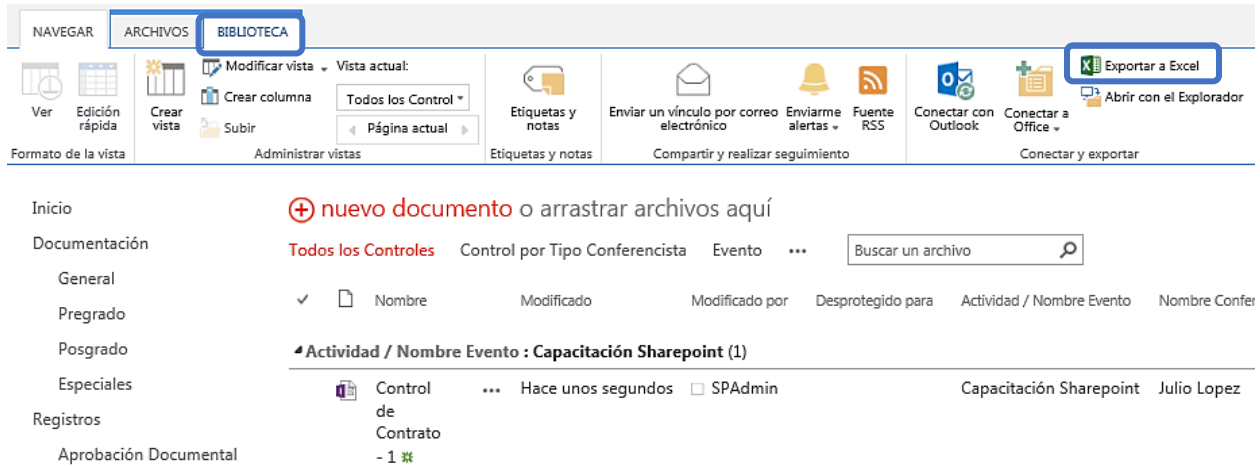 NAVEGAR ARCHIVOS BIBLIOTECA
Modificar vista Vista actual: Exportar a Excel
Crear columna Todos los Control Abrir con el Explorador
Ver Edición rápida Crear vista Subir Página actual Etiquetas y notas Enviar un vínculo por correo electrónico Enviarme alertas Fuente RSS Conectar con Outlook Conectar a Office
Formato de la vista Administrar vistas Etiquetas y notas Compartir y realizar seguimiento Conectar y exportar
Inicio
nuevo documento o arrastrar archivos aquí
Documentación
Todos los Controles Control por Tipo Conferencista Evento ••• Buscar un archivo
General
Nombre Modificado Modificado por Desprotegido para Actividad / Nombre Evento Nombre Confer
Pregrado
Posgrado
Actividad / Nombre Evento : Capacitación Sharepoint (1)
Especiales
Control ••• Hace unos segundos SPAdmin Capacitación Sharepoint Julio Lopez
de
Registros
Contrato
Aprobación Documental
- 1